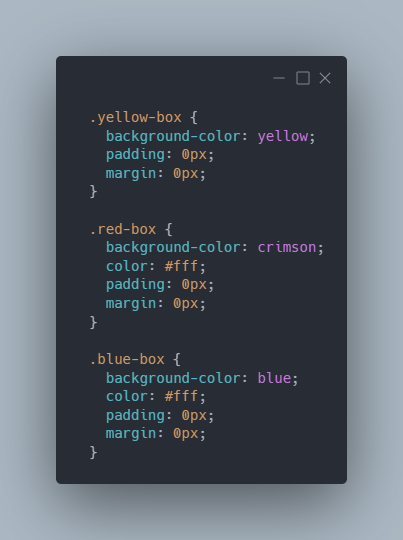 .yellow-box {
  background-color: yellow;
  padding: 0px;
  margin: 0px;
}

.red-box {
  background-color: crimson;
  color: #fff;
  padding: 0px;
  margin: 0px;
}

.blue-box {
  background-color: blue;
  color: #fff;
  padding: 0px;
  margin: 0px;
}